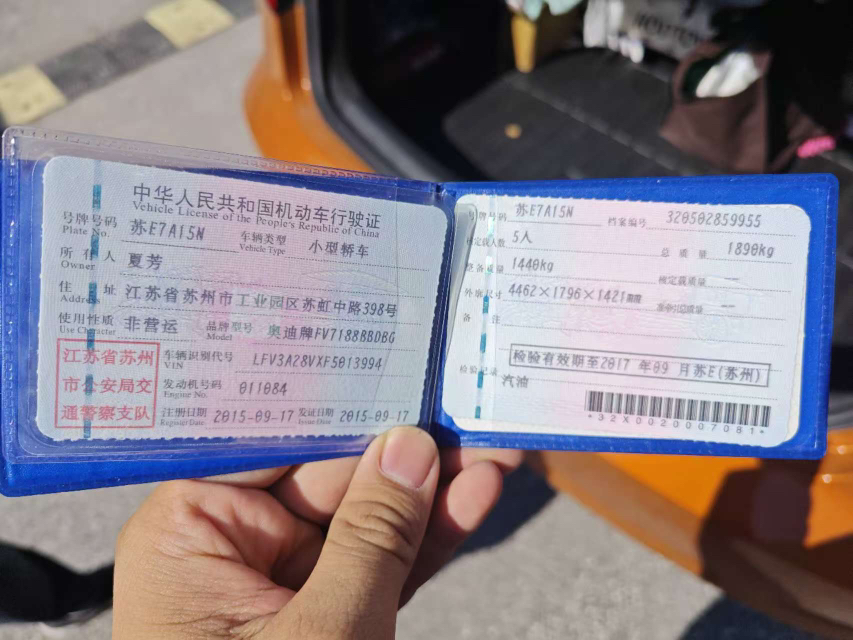 中华人民共和国机动车行驶证
Vehicle License of the People's Republic of China
号牌号码 苏E7A15N 车辆类型 小型轿车
Plate No. Vehicle Type
所有人 夏芳
Owner
住址 江苏省苏州市工业园区苏虹中路398号
Address
使用性质 非营运 品牌型号 奥迪牌FV7188BBDBG
Use Character Model
江苏省苏州
市公安局交
通警察支队
车辆识别代号 LFV3A28VXF5013994
VIN
发动机号码 011084
Engine No.
注册日期 2015-09-17 发证日期 2015-09-17
Register Date Issue Date
号牌号码 苏E7A15N 档案编号 320502859955
核定载人数 5人 总质量 1890kg
整备质量 1440kg 核定载质量 —
外廓尺寸 4462×1796×1421mm —
备注
检验有效期至2017 年09 月苏E(苏州)
检验记录 汽油
*32X0020007081*